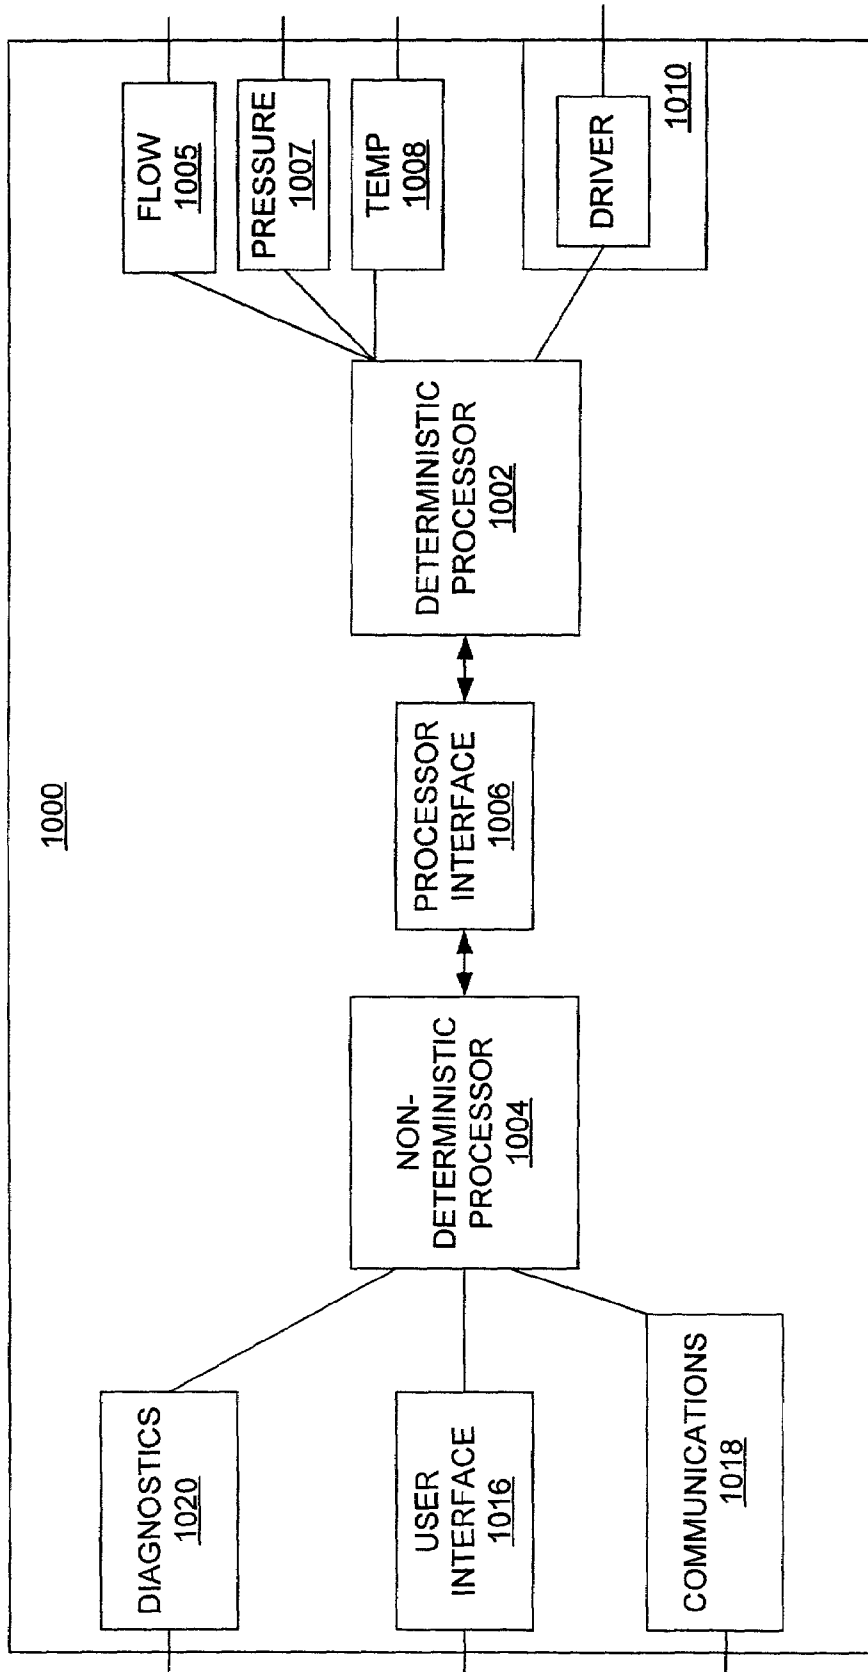 1000
DIAGNOSTICS
1020
USER
INTERFACE
1016
COMMUNICATIONS
1018
NON-
DETERMINISTIC
PROCESSOR
1004
PROCESSOR
INTERFACE
1006
DETERMINISTIC
PROCESSOR
1002
FLOW
1005
PRESSURE
1007
TEMP
1008
DRIVER
1010